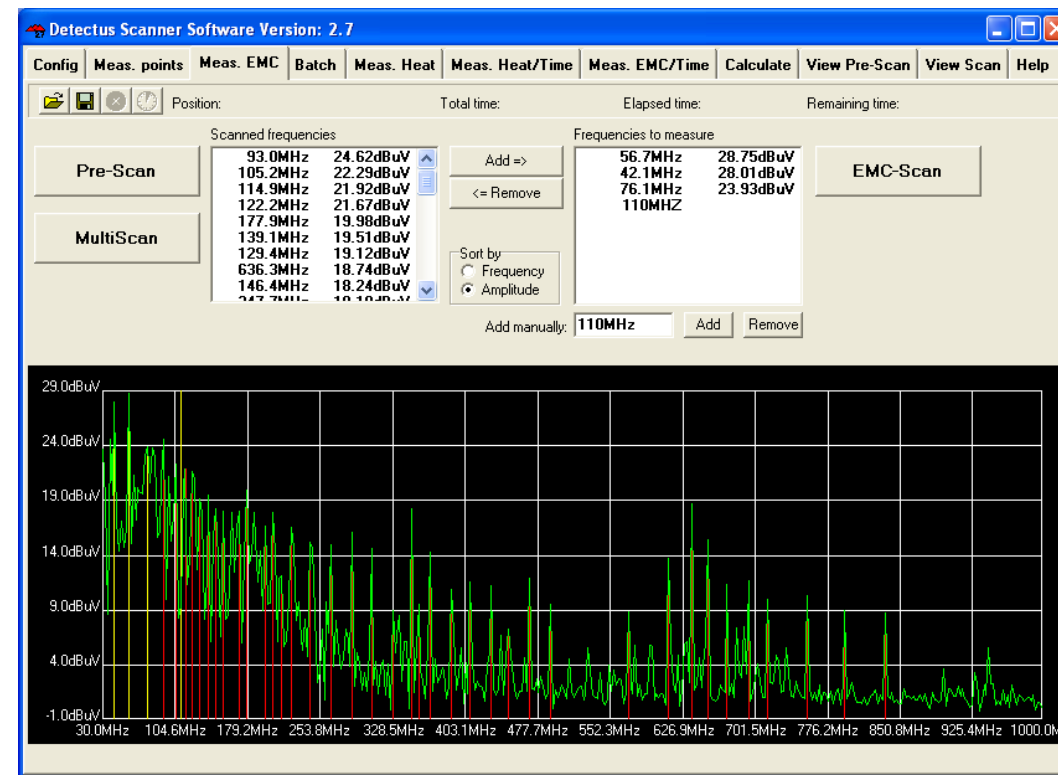 Detectus Scanner Software Version: 2.7
Config Meas. points Meas. EMC Batch Meas. Heat Meas. Heat/Time Meas. EMC/Time Calculate View Pre-Scan View Scan Help
Position: Total time: Elapsed time: Remaining time:
Scanned frequencies Frequencies to measure
Pre-Scan
MultiScan
93.0MHz 24.62dBuV
105.2MHz 22.29dBuV
114.9MHz 21.92dBuV
122.2MHz 21.67dBuV
177.9MHz 19.98dBuV
139.1MHz 19.51dBuV
129.4MHz 19.12dBuV
636.3MHz 18.74dBuV
146.4MHz 18.24dBuV
Add =>
<= Remove
Sort by
Frequency
Amplitude
56.7MHz 28.75dBuV
42.1MHz 28.01dBuV
76.1MHz 23.93dBuV
110MHZ
EMC-Scan
Add manually: 110MHz Add Remove
29.0dBuV
24.0dBuV
19.0dBuV
14.0dBuV
9.0dBuV
4.0dBuV
-1.0dBuV
30.0MHz 104.6MHz 179.2MHz 253.8MHz 328.5MHz 403.1MHz 477.7MHz 552.3MHz 626.9MHz 701.5MHz 776.2MHz 850.8MHz 925.4MHz 1000.0M